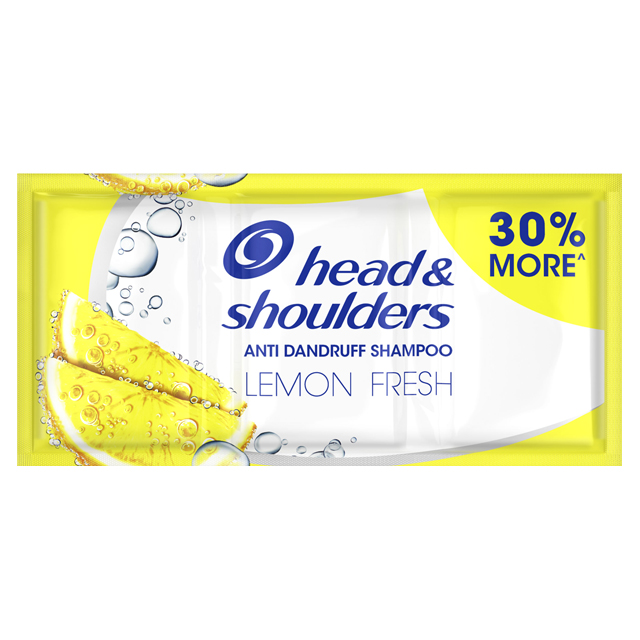 30%
MORE^
head &
shoulders
ANTI DANDRUFF SHAMPOO
LEMON FRESH